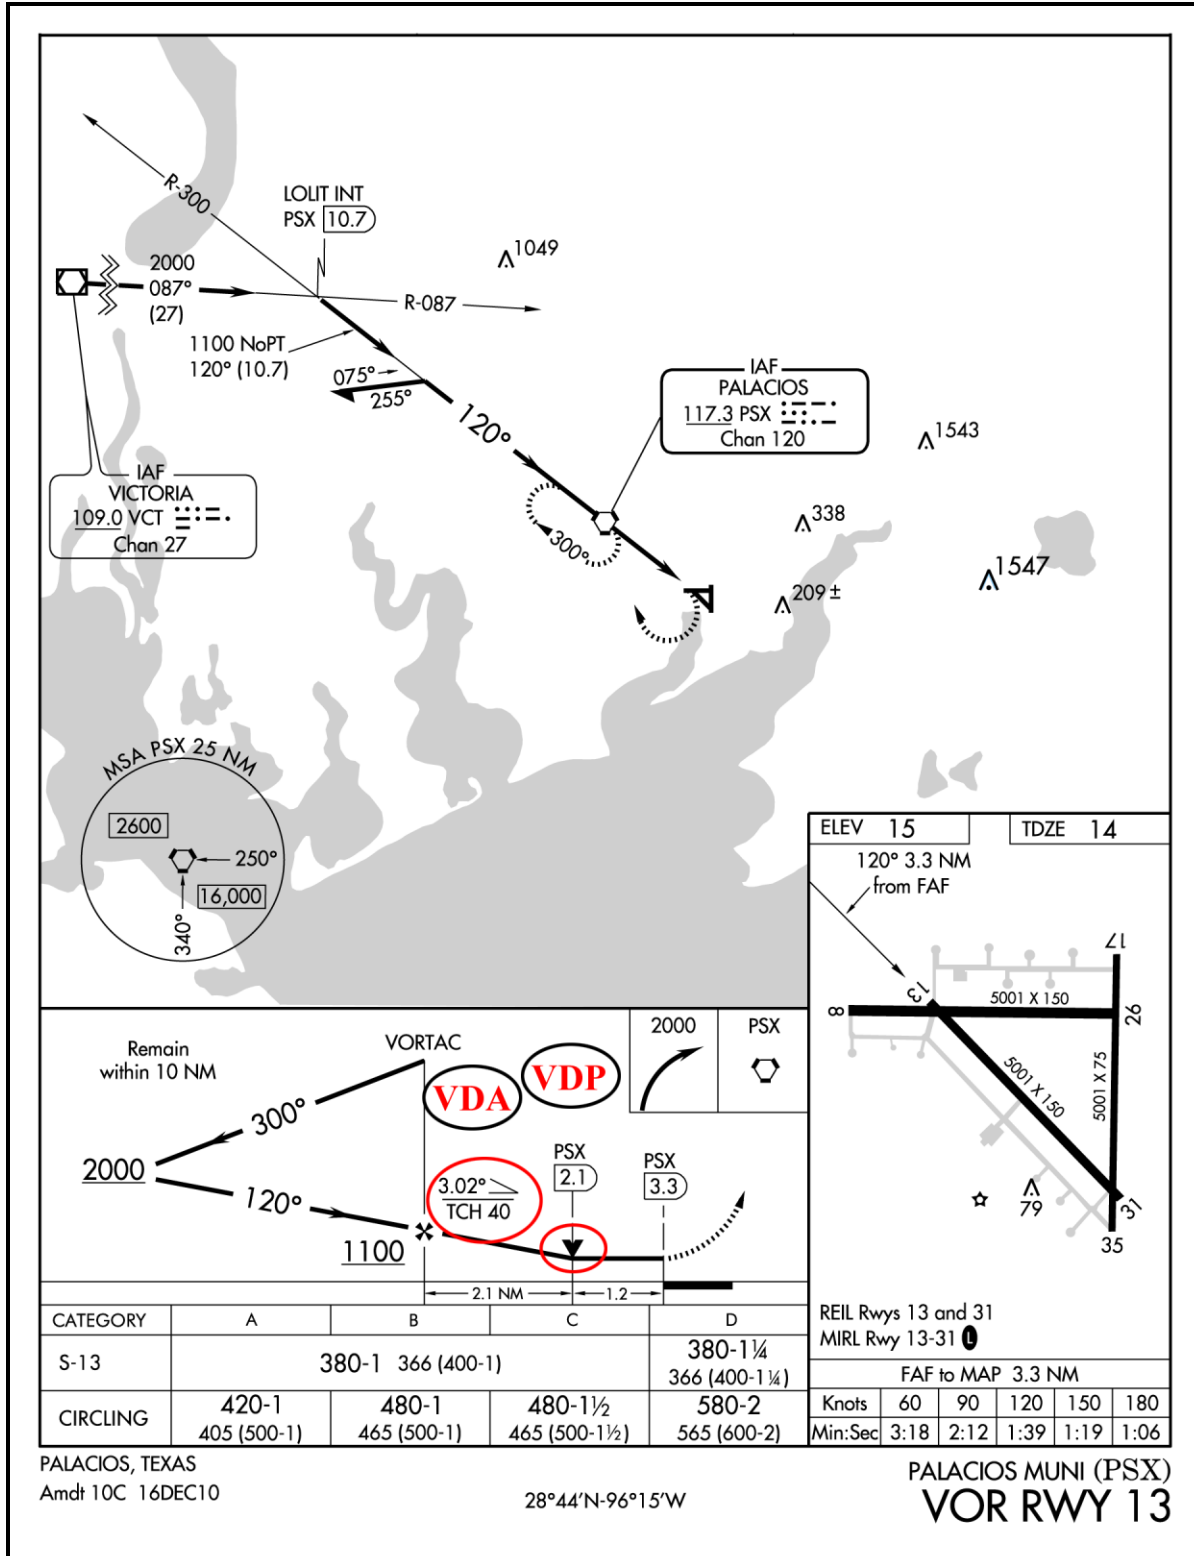 R-300
LOLIT INT
PSX 10.7
1049
2000
087°
(27)
R-087
1100 NoPT
120° (10.7)
075°
255°
120°
IAF
PALACIOS
117.3 PSX
Chan 120
1543
IAF
VICTORIA
109.0 VCT
Chan 27
300°
338
1547
209 ±
MSA PSX 25 NM
2600
250°
16,000
340°
ELEV 15
TDZE 14
120° 3.3 NM
from FAF
17
13
5001 X 150
8
26
5001 X 150
5001 X 75
79
31
35
REIL Rwys 13 and 31
MIRL Rwy 13-31 L
Remain
within 10 NM
VORTAC
2000
PSX
VDA
VDP
300°
2000
120°
3.02°
TCH 40
PSX
2.1
PSX
3.3
1100
2.1 NM
1.2
CATEGORY A B C D
S-13 380-1 366 (400-1) 380-1¼
366 (400-1¼)
CIRCLING 420-1 480-1 480-1½ 580-2
405 (500-1) 465 (500-1) 465 (500-1½) 565 (600-2)
FAF to MAP 3.3 NM
Knots 60 90 120 150 180
Min:Sec 3:18 2:12 1:39 1:19 1:06
PALACIOS, TEXAS
Amdt 10C 16DEC10
28°44'N-96°15'W
PALACIOS MUNI (PSX)
VOR RWY 13